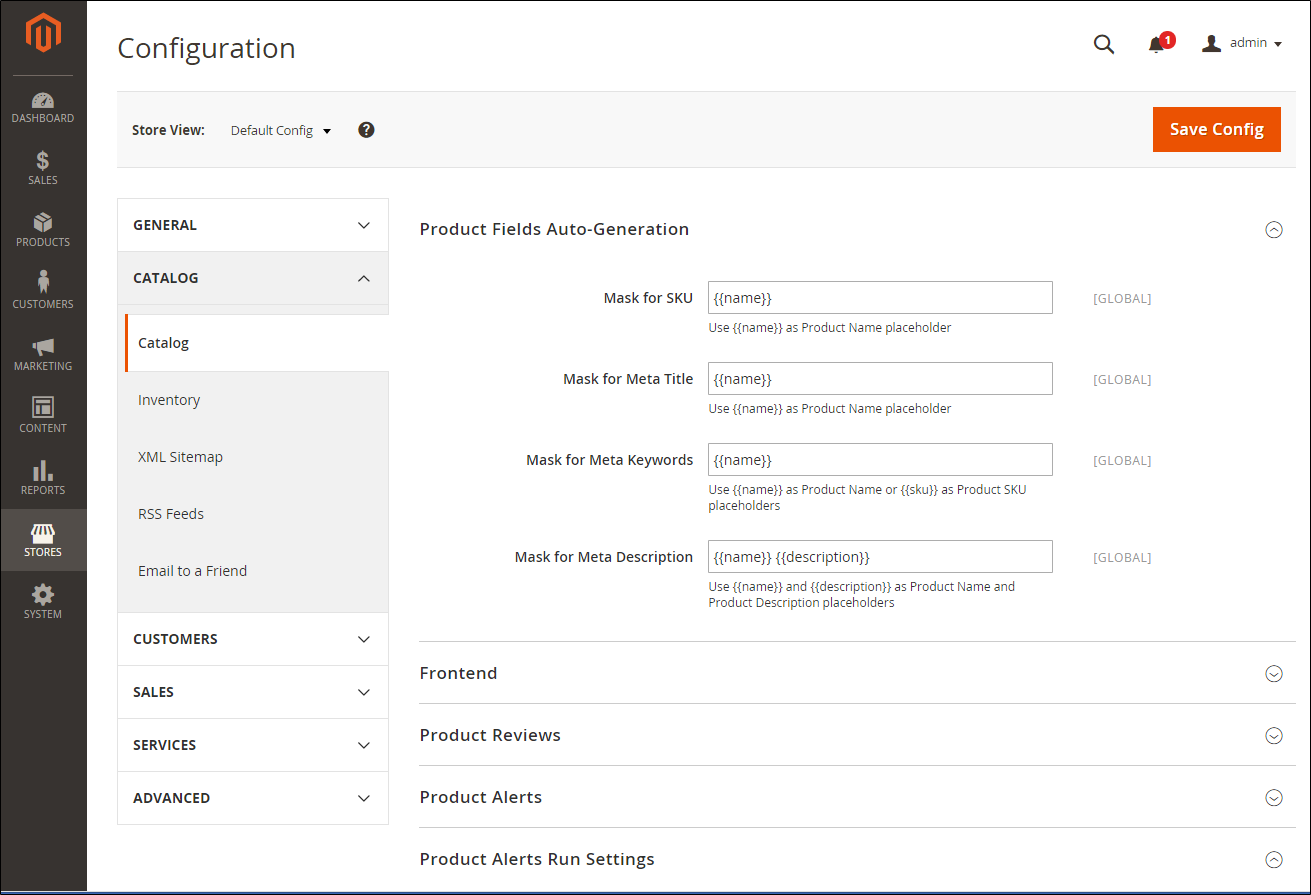 Configuration
1
admin
DASHBOARD
SALES
PRODUCTS
CUSTOMERS
MARKETING
CONTENT
REPORTS
STORES
SYSTEM
Store View: Default Config ?
Save Config
GENERAL
CATALOG
Catalog
Inventory
XML Sitemap
RSS Feeds
Email to a Friend
CUSTOMERS
SALES
SERVICES
ADVANCED
Product Fields Auto-Generation
Mask for SKU {{name}} [GLOBAL]
Use {{name}} as Product Name placeholder
Mask for Meta Title {{name}} [GLOBAL]
Use {{name}} as Product Name placeholder
Mask for Meta Keywords {{name}} [GLOBAL]
Use {{name}} as Product Name or {{sku}} as Product SKU
placeholders
Mask for Meta Description {{name}} {{description}} [GLOBAL]
Use {{name}} and {{description}} as Product Name and
Product Description placeholders
Frontend
Product Reviews
Product Alerts
Product Alerts Run Settings